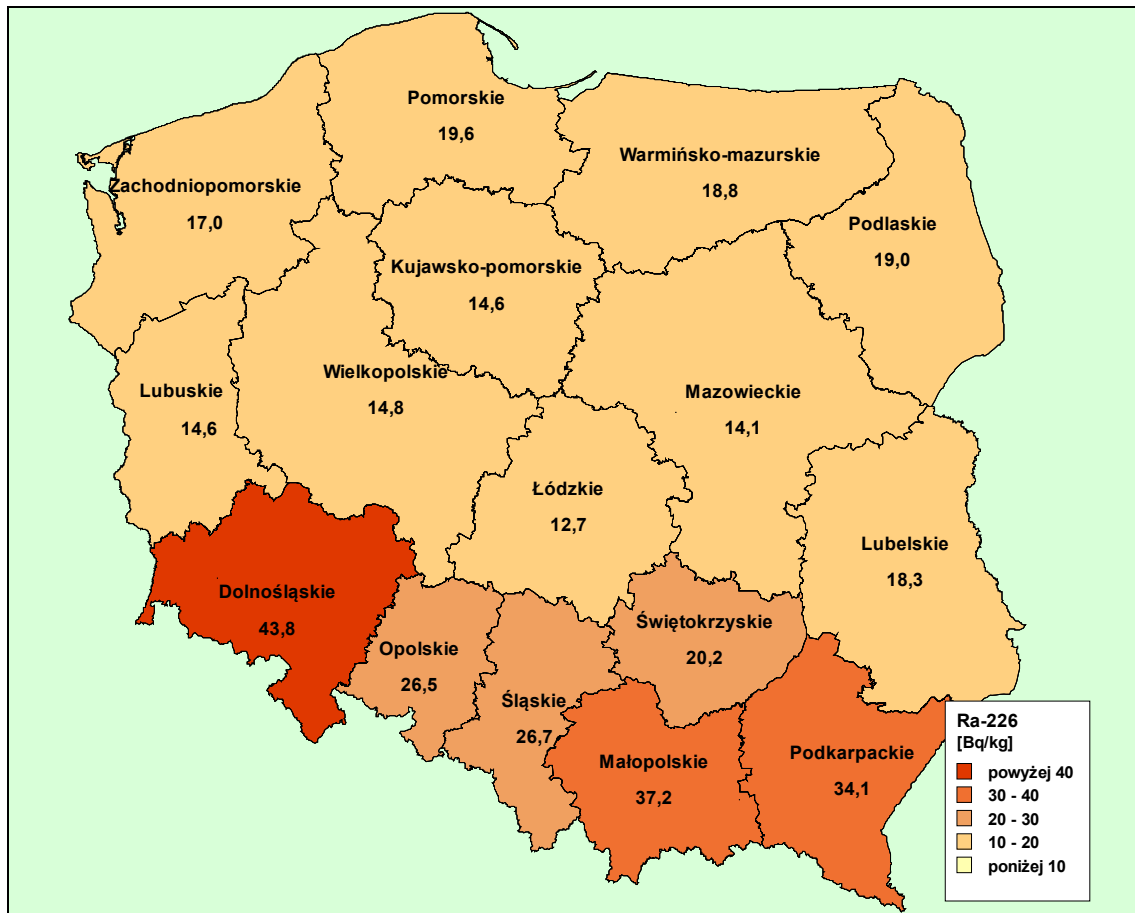 Pomorskie
19,6
Warmińsko-mazurskie
18,8
Zachodniopomorskie
17,0
Podlaskie
19,0
Kujawsko-pomorskie
14,6
Wielkopolskie
14,8
Lubuskie
14,6
Mazowieckie
14,1
Łódzkie
12,7
Lubelskie
18,3
Dolnośląskie
43,8
Opolskie
26,5
Świętokrzyskie
20,2
Śląskie
26,7
Małopolskie
37,2
Podkarpackie
34,1
Ra-226
[Bq/kg]
powyżej 40
30 - 40
20 - 30
10 - 20
poniżej 10